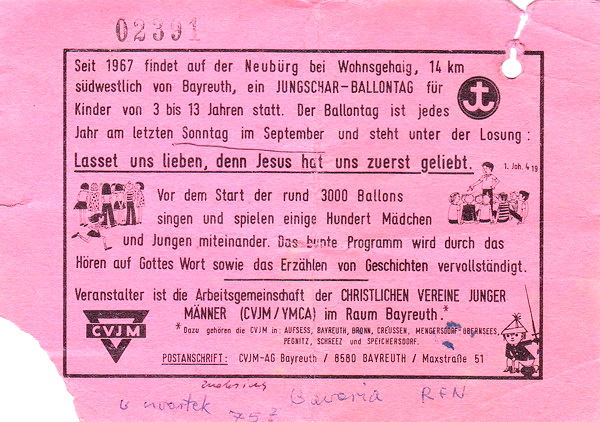 02391
Seit 1967 findet auf der Neubürg bei Wohnsgehaig, 14 km
südwestlich von Bayreuth, ein JUNGSCHAR-BALLONTAG für
Kinder von 3 bis 13 Jahren statt. Der Ballontag ist jedes
Jahr am letzten Sonntag im September und steht unter der Losung:
Lasset uns lieben, denn Jesus hat uns zuerst geliebt. 1. Joh. 4 19
Vor dem Start der rund 3000 Ballons
singen und spielen einige Hundert Mädchen
und Jungen miteinander. Das bunte Programm wird durch das
Hören auf Gottes Wort sowie das Erzählen von Geschichten vervollständigt.
Veranstalter ist die Arbeitsgemeinschaft der CHRISTLICHEN VEREINE JUNGER
MÄNNER (CVJM/YMCA) im Raum Bayreuth.*
CVJM
*Dazu gehören die CVJM in: AUFSESS, BAYREUTH, BRONN, CREUSSEN, MENGERSDORF-OBERNSEES,
PEGNITZ, SCHREEZ und SPEICHERSDORF.
POSTANSCHRIFT: CVJM-AG Bayreuth / 8580 BAYREUTH / Maxstraße 51
Bavaria RFN